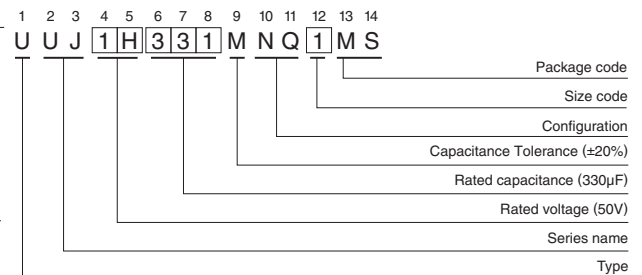 1 2 3 4 5 6 7 8 9 10 11 12 13 14
U U J 1 H 3 3 1 M N Q 1 M S
Package code
Size code
Configuration
Capacitance Tolerance (±20%)
Rated capacitance (330µF)
Rated voltage (50V)
Series name
Type